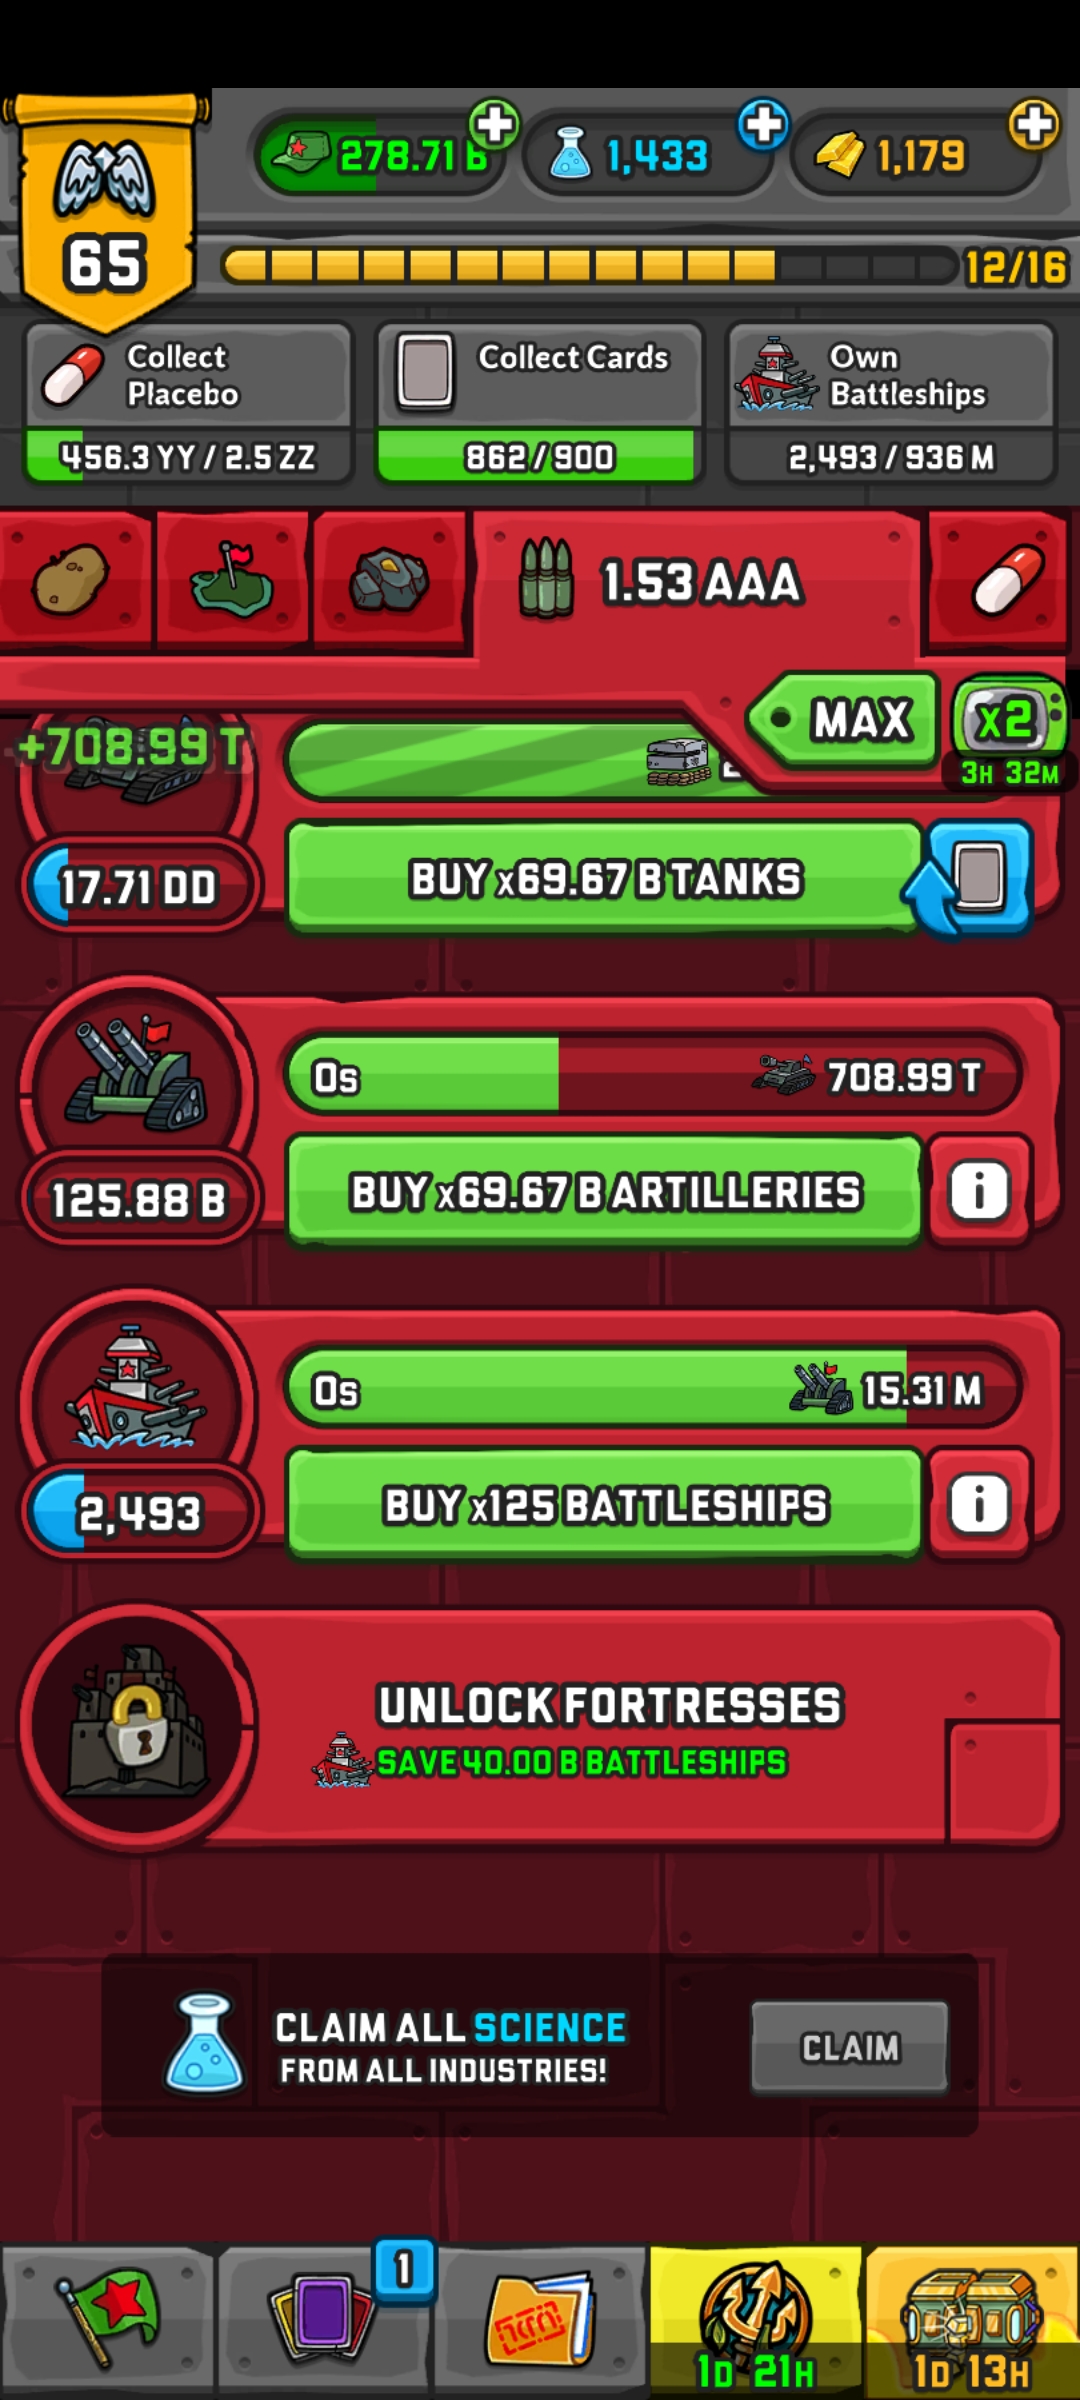 278.71 B
1,433
1,179
65
12/16
Collect
Placebo
Collect Cards
Own
Battleships
456.3 YY / 2.5 ZZ
862/900
2,493 / 936 M
1.53 AAA
MAX
x2
3H 32M
+708.99 T
17.71 DD
BUY x69.67 B TANKS
0s
708.99 T
125.88 B
BUY x69.67 B ARTILLERIES
i
0s
15.31 M
2,493
BUY x125 BATTLESHIPS
i
UNLOCK FORTRESSES
SAVE 40.00 B BATTLESHIPS
CLAIM ALL SCIENCE
FROM ALL INDUSTRIES!
CLAIM
1
1D 21H
1D 13H